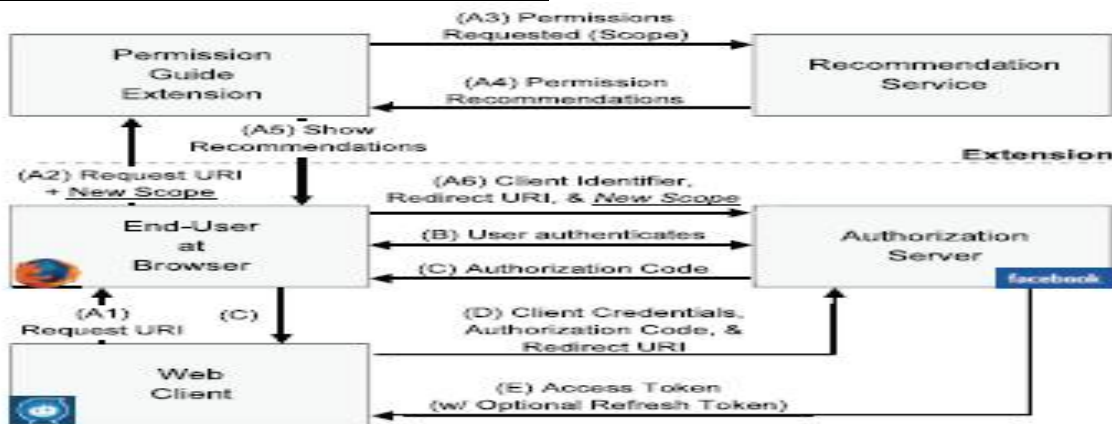 (A3) Permissions
Requested (Scope)
Permission
Guide
Extension
Recommendation
Service
(A4) Permission
Recommendations
(A5) Show
Recommendations
Extension
(A2) Request URI
+ New Scope
(A6) Client Identifier,
Redirect URI, & New Scope
End-User
at
Browser
(B) User authenticates
Authorization
Server
(C) Authorization Code
facebook
(A1)
Request URI
(C)
(D) Client Credentials,
Authorization Code, &
Redirect URI
Web
Client
(E) Access Token
(w/ Optional Refresh Token)